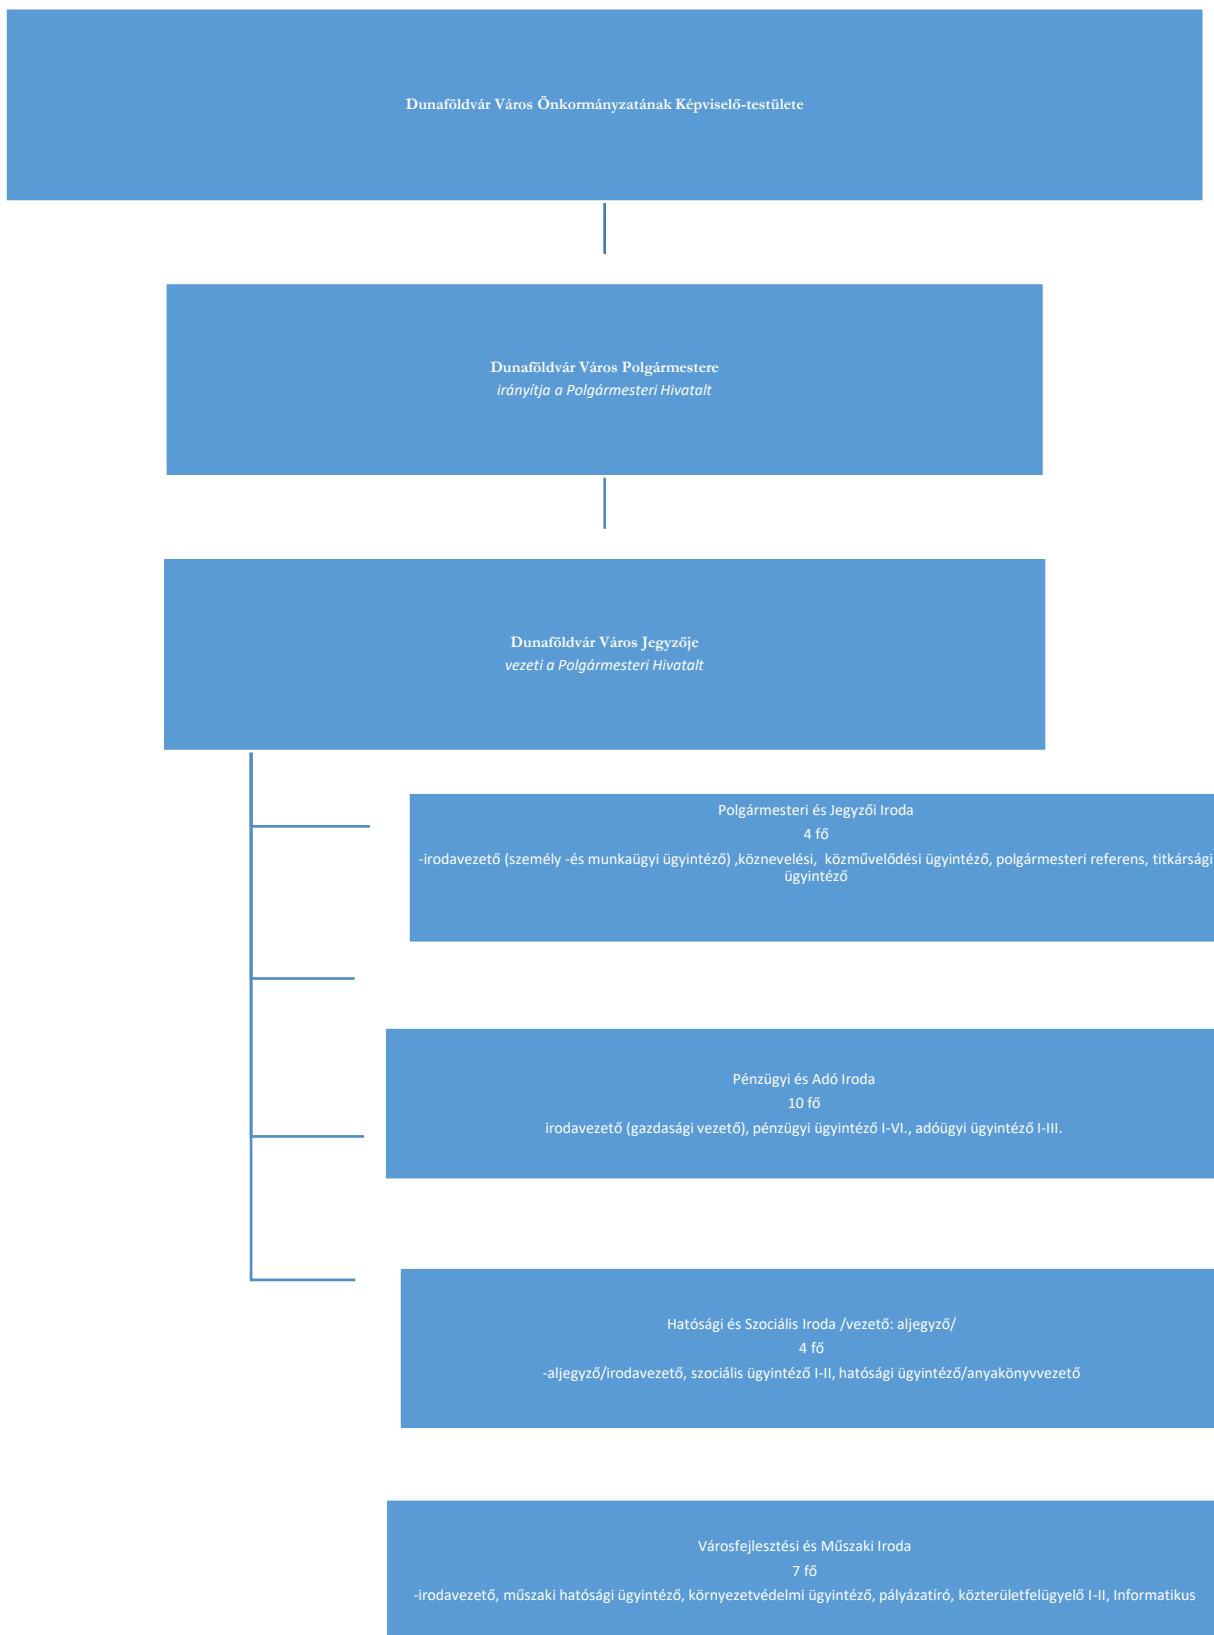 Dunaföldvár Város Önkormányzatának Képviselő-testülete
Dunaföldvár Város Polgármestere
irányítja a Polgármesteri Hivatalt
Dunaföldvár Város Jegyzője
vezeti a Polgármesteri Hivatalt
Polgármesteri és Jegyzői Iroda
4 fő
-irodavezető (személy -és munkaügyi ügyintéző) ,köznevelési, közművelődési ügyintéző, polgármesteri referens, titkársági
ügyintéző
Pénzügyi és Adó Iroda
10 fő
irodavezető (gazdasági vezető), pénzügyi ügyintéző I-VI., adóügyi ügyintéző I-III.
Hatósági és Szociális Iroda /vezető: aljegyző/
4 fő
-aljegyző/irodavezető, szociális ügyintéző I-II, hatósági ügyintéző/anyakönyvvezető
Városfejlesztési és Műszaki Iroda
7 fő
-irodavezető, műszaki hatósági ügyintéző, környezetvédelmi ügyintéző, pályázatíró, közterületfelügyelő I-II, Informatikus